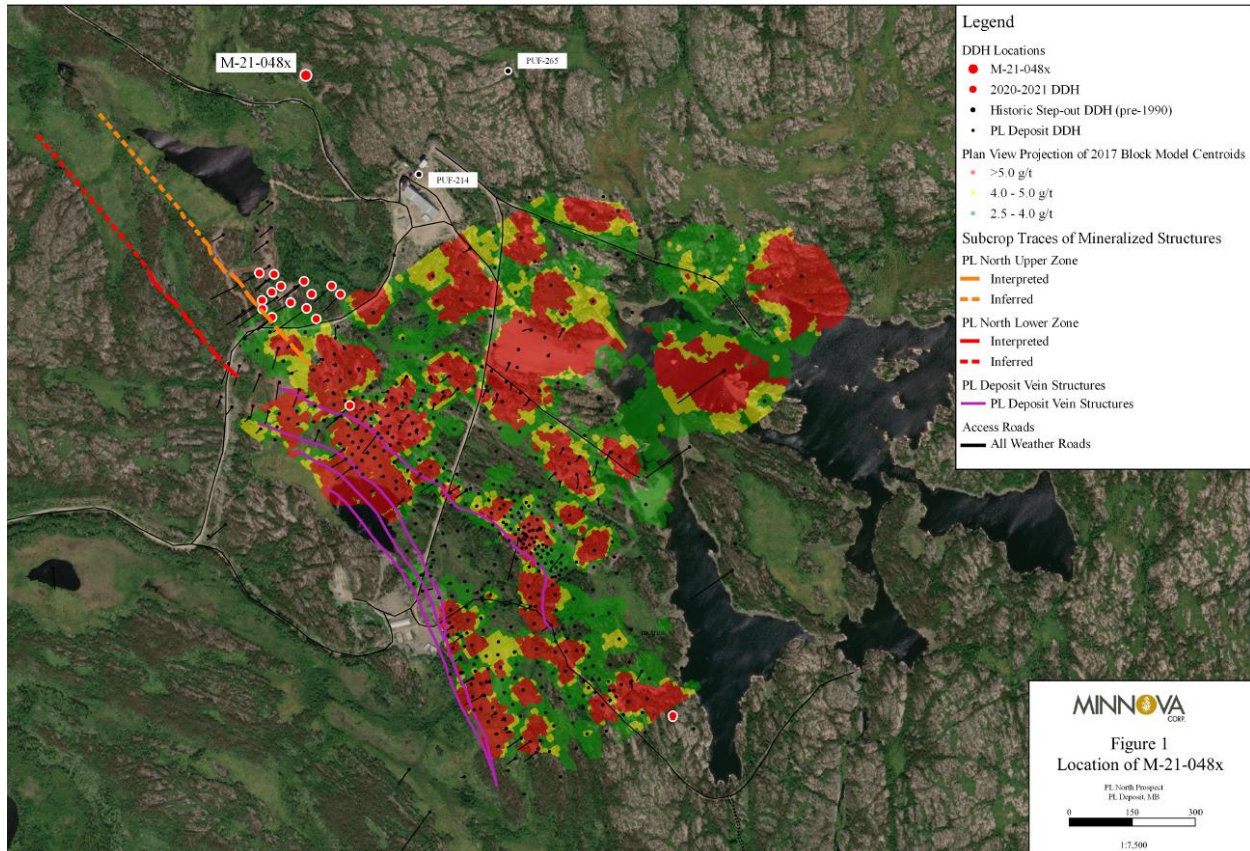 M-21-048x
PUF-265
PUF-214
Legend
DDH Locations
M-21-048x
2020-2021 DDH
Historic Step-out DDH (pre-1990)
PL Deposit DDH
Plan View Projection of 2017 Block Model Centroids
>5.0 g/t
4.0 - 5.0 g/t
2.5 - 4.0 g/t
Subcrop Traces of Mineralized Structures
PL North Upper Zone
Interpreted
Inferred
PL North Lower Zone
Interpreted
Inferred
PL Deposit Vein Structures
PL Deposit Vein Structures
Access Roads
All Weather Roads
MINNOVA
CORP.
Figure 1
Location of M-21-048x
PL North Prospect
PL Deposit, MB
0 150 300
1:7,500